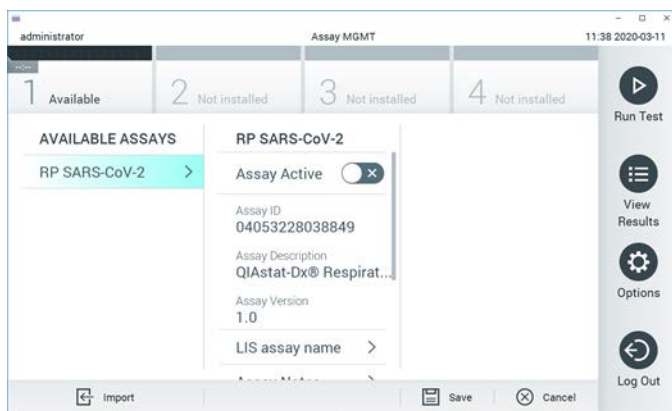 administrator Assay MGMT 11:38 2020-03-11
1 Available 2 Not installed 3 Not installed 4 Not installed
Run Test
AVAILABLE ASSAYS RP SARS-CoV-2
RP SARS-CoV-2 Assay Active
View
Results
Assay ID
04053228038849
Assay Description
QIAstat-Dx® Respirat...
Options
Assay Version
1.0
LIS assay name
Log Out
Import Save Cancel